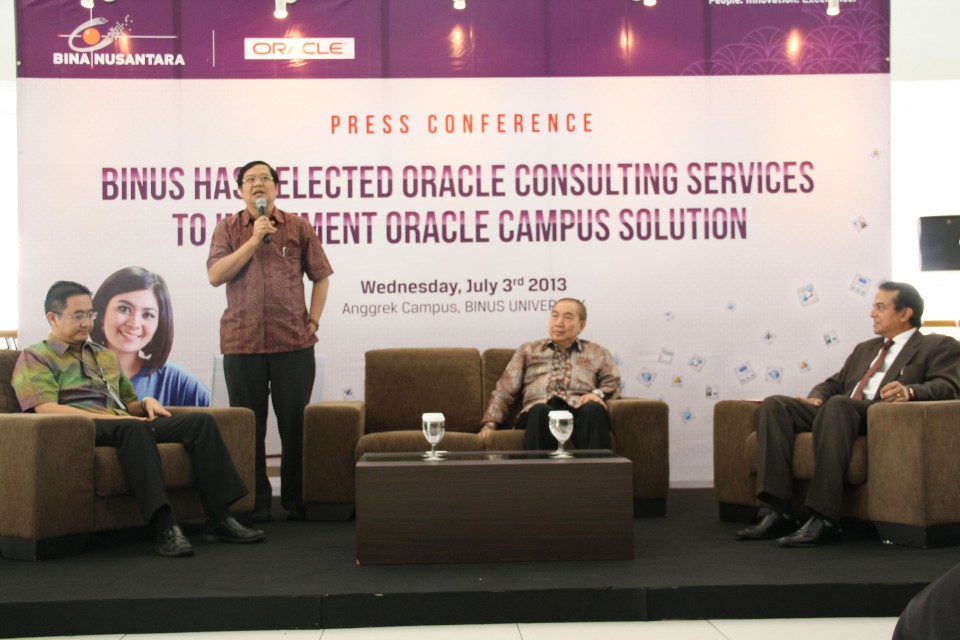 People. Innovation. Excellence.
BINA NUSANTARA
ORACLE
PRESS CONFERENCE
BINUS HAS SELECTED ORACLE CONSULTING SERVICES
TO IMPLEMENT ORACLE CAMPUS SOLUTION
Wednesday, July 3rd 2013
Anggrek Campus, BINUS UNIVER